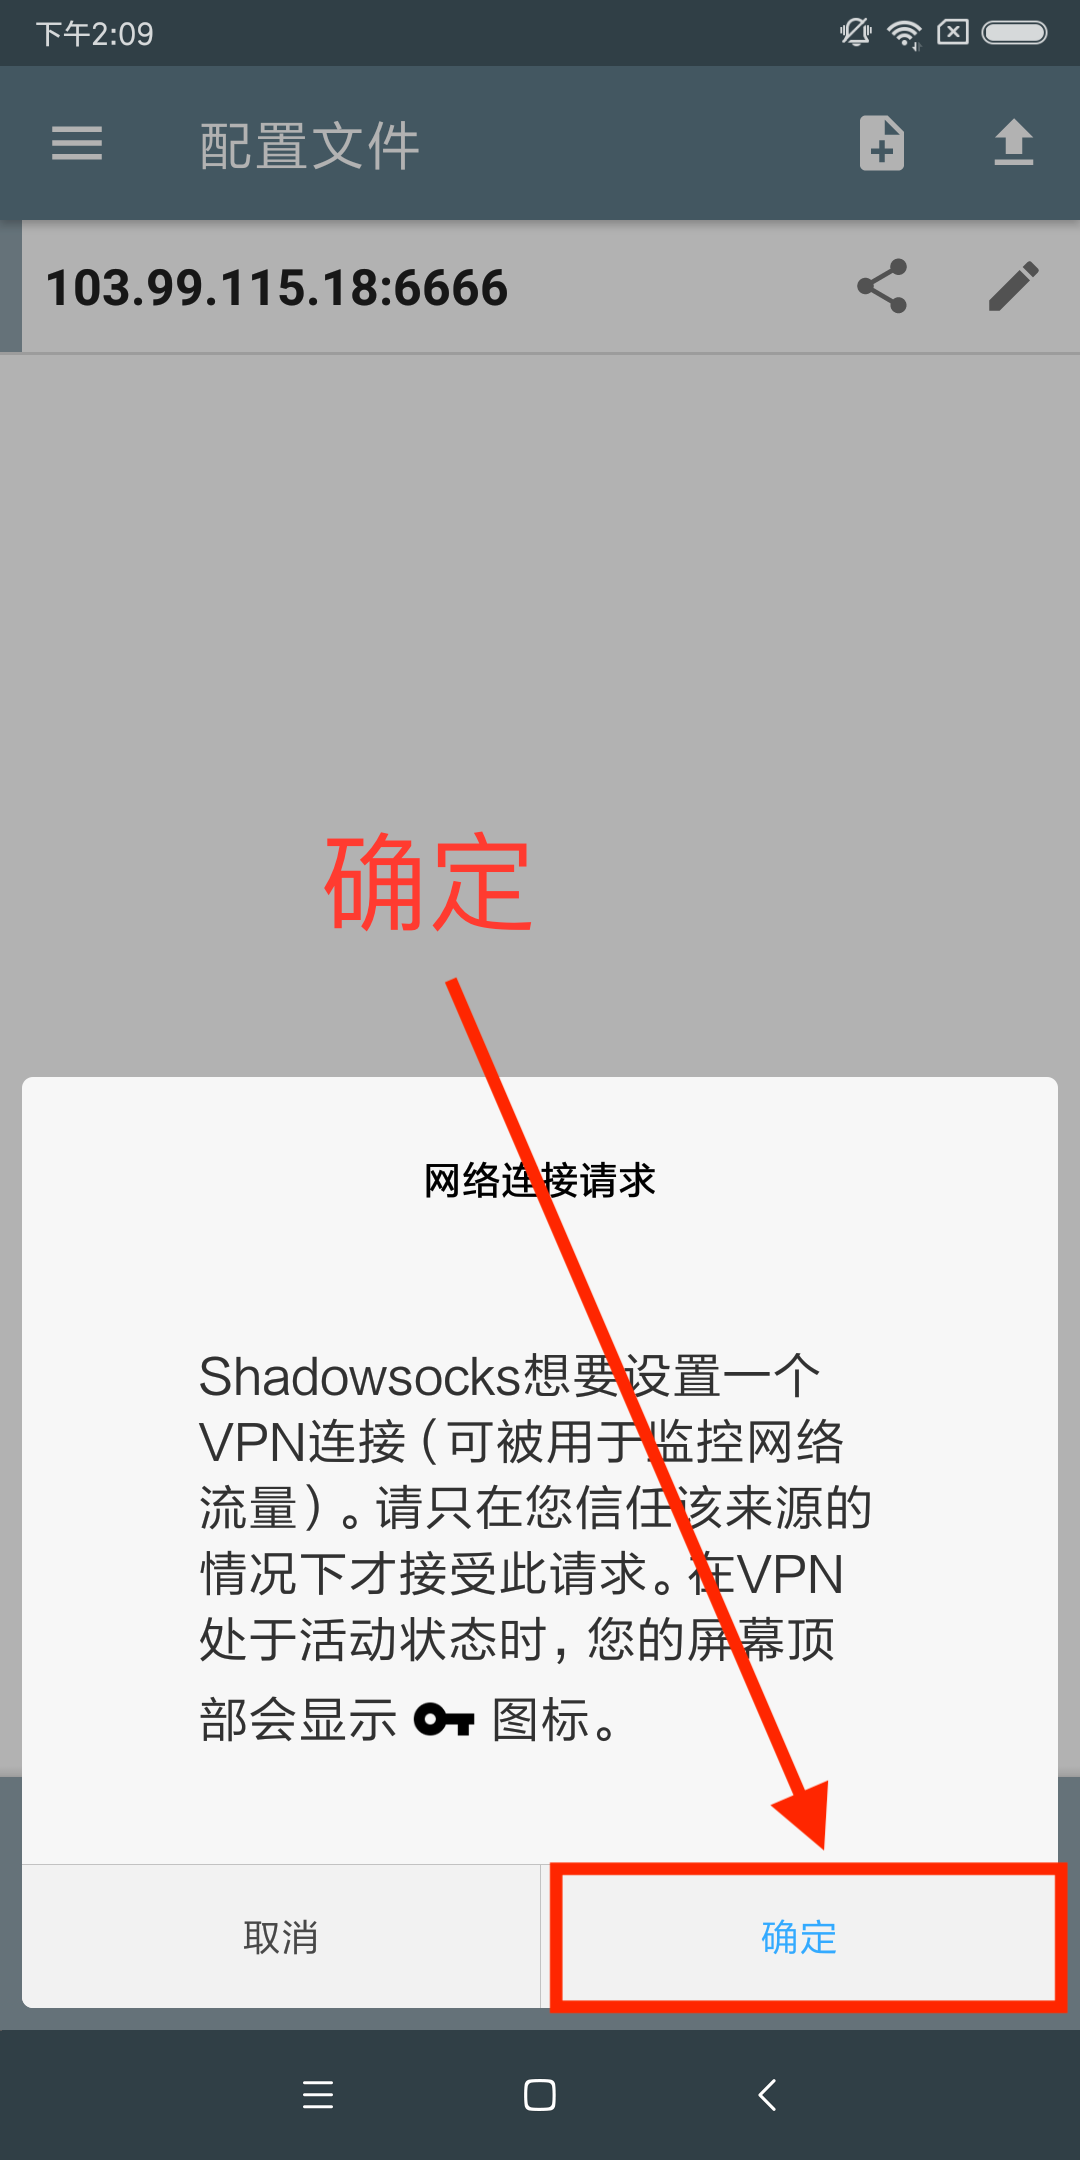 下午2:09
配置文件
103.99.115.18:6666
确定
网络连接请求
Shadowsocks想要设置一个
VPN连接（可被用于监控网络
流量）。请只在您信任该来源的
情况下才接受此请求。在VPN
处于活动状态时，您的屏幕顶
部会显示 图标。
取消
确定